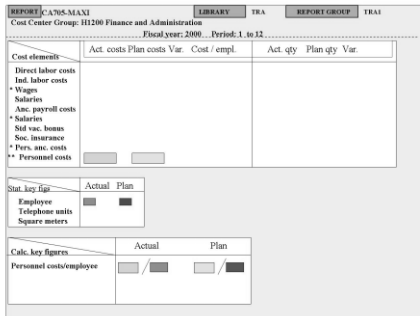 REPORT CA705-MAXI LIBRARY TRA REPORT GROUP TRA1
Cost Center Group: H1200 Finance and Administration
Fiscal year: 2000 Period: 1 to 12
Cost elements Act. costs Plan costs Var. Cost / empl. Act. qty Plan qty Var.
Direct labor costs
Ind. labor costs
* Wages
Salaries
Anc. payroll costs
* Salaries
Std vac. bonus
Soc. insurance
* Pers. anc. costs
** Personnel costs
Stat. key figs Actual Plan
Employee
Telephone units
Square meters
Calc. key figures Actual Plan
Personnel costs/employee / /